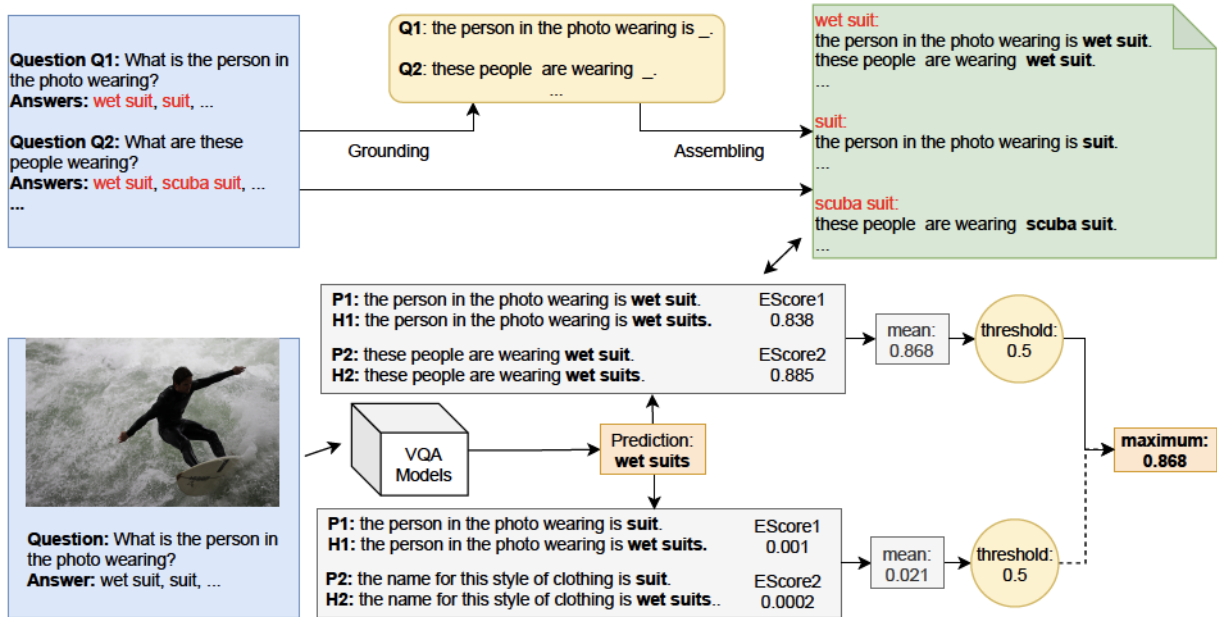 Question Q1: What is the person in
the photo wearing?
Answers: wet suit, suit, ...
Question Q2: What are these
people wearing?
Answers: wet suit, scuba suit, ...
...
Q1: the person in the photo wearing is _.
Q2: these people  are wearing  _.
...
Grounding
Assembling
wet suit:
the person in the photo wearing is wet suit.
these people  are wearing  wet suit.
...
suit:
the person in the photo wearing is suit.
...
scuba suit:
these people  are wearing  scuba suit.
...
P1: the person in the photo wearing is wet suit.
H1: the person in the photo wearing is wet suits.
EScore1
0.838
P2: these people are wearing wet suit.
H2: these people are wearing wet suits.
EScore2
0.885
mean:
0.868
threshold:
0.5
VQA
Models
Prediction:
wet suits
maximum:
0.868
Question: What is the person in
the photo wearing?
Answer: wet suit, suit, ...
P1: the person in the photo wearing is suit.
H1: the person in the photo wearing is wet suits.
EScore1
0.001
P2: the name for this style of clothing is suit.
H2: the name for this style of clothing is wet suits..
EScore2
0.0002
mean:
0.021
threshold:
0.5